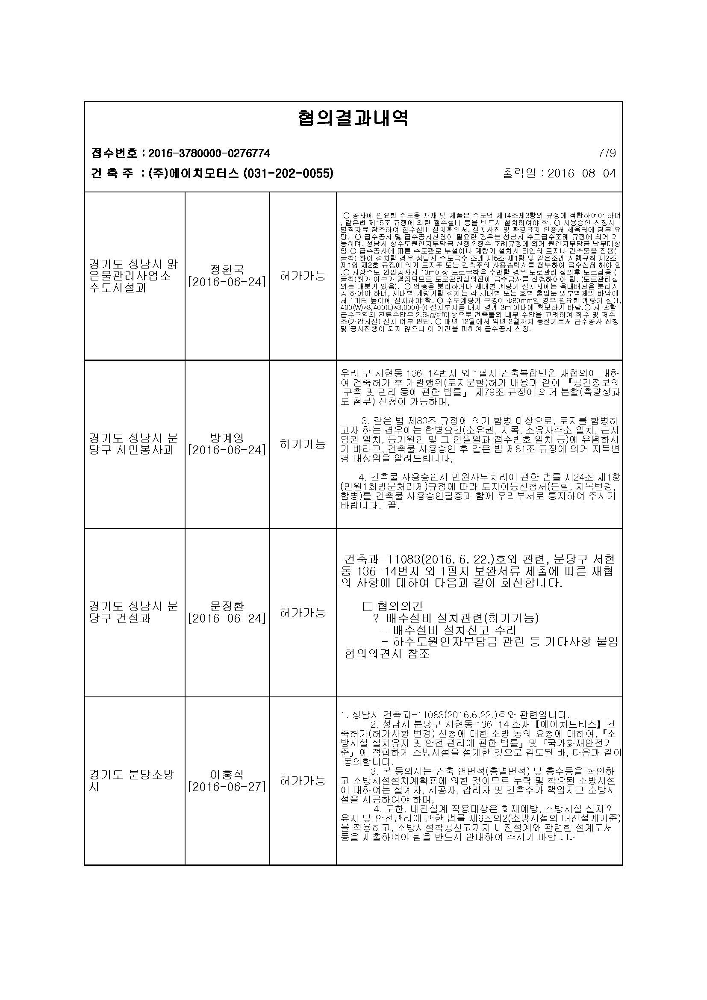 협의결과내역
접수번호 : 2016-3780000-0276774
7/9
건 축 주 : (주)에이치모터스 (031-202-0055)
출력일 : 2016-08-04
경기도 성남시 맑
은물관리사업소
수도시설과
정환국
[2016-06-24]
허가가능
○ 공사에 필요한 수도용 자재 및 제품은 수도법 제14조제3항의 규정에 적합하여야 하며
, 같은법 제15조 규정에 의한 절수설비 등을 반드시 설치하여야 함. ○ 사용승인 신청시
별첨자료 참조하여 절수설비 설치확인서, 설치사진 및 환경표지 인증서 세움터에 첨부 요
망. ○ 급수공사 및 급수공사신청이 필요한 경우는 성남시 수도급수조례 규정에 의거 가
능하며, 성남시 상수도원인자부담금 산정 ? 징수 조례규정에 의거 원인자부담금 납부대상
임 ○ 급수공사에 따른 수도관로 부설이나 계량기 설치시 타인의 토지나 건축물을 점용(
굴착) 하여 설치할 경우 성남시 수도급수 조례 제6조 제1항 및 같은조례 시행규칙 제2조
제1항 제2호 규정에 의거 토지주 또는 건축주의 사용승락서를 첨부하여 급수신청 해야 함
.○ 시상수도 인입공사시 10m이상 도로굴착을 수반할 경우 도로관리 심의후 도로점용 (
굴착)허가 여부가 결정되므로 도로관리심의전에 급수공사를 신청하여야 함. (도로관리심
의는 매분기 있음). ○ 업종을 분리하거나 세대별 계량기 설치시에는 옥내배관을 분리시
공 하여야 하며, 세대별 계량기함 설치는 각 세대별 또는 호별 출입문 외부벽체의 바닥에
서 1미터 높이에 설치해야 함. ○ 수도계량기 구경이 Φ80mm일 경우 필요한 계량기 실(1,
400(W)*3,400(L)*3,000(H)) 설치부지를 대지 경계 3m 이내에 확보하기 바람.○ 시 관할
급수구역의 잔류수압은 2.5kg/㎠이상으로 건축물의 내부 수압을 고려하여 직수 및 저수
조(가압시설) 설치 여부 판단. ○ 매년 12월에서 익년 2월까지 동절기로서 급수공사 신청
및 공사진행이 되지 않으니 이 기간을 피하여 급수공사 신청.
경기도 성남시 분
당구 시민봉사과
방계영
[2016-06-24]
허가가능
우리 구 서현동 136-14번지 외 1필지 건축복합민원 재협의에 대하
여 건축허가 후 개발행위(토지분할)허가 내용과 같이 『공간정보의
구축 및 관리 등에 관한 법률』 제79조 규정에 의거 분할(측량성과
도 첨부) 신청이 가능하며,
3. 같은 법 제80조 규정에 의거 합병 대상으로, 토지를 합병하
고자 하는 경우에는 합병요건(소유권, 지목, 소유자주소 일치, 근저
당권 일치, 등기원인 및 그 연월일과 접수번호 일치 등)에 유념하시
기 바라고, 건축물 사용승인 후 같은 법 제81조 규정에 의거 지목변
경 대상임을 알려드립니다,
4. 건축물 사용승인시 민원사무처리에 관한 법률 제24조 제1항
(민원1회방문처리제)규정에 따라 토지이동신청서(분할, 지목변경,
합병)를 건축물 사용승인필증과 함께 우리부서로 통지하여 주시기
바랍니다. 끝.
경기도 성남시 분
당구 건설과
문정환
[2016-06-24]
허가가능
건축과-11083(2016. 6. 22.)호와 관련, 분당구 서현
동 136-14번지 외 1필지 보완서류 제출에 따른 재협
의 사항에 대하여 다음과 같이 회신합니다.
□ 협의의견
? 배수설비 설치관련(허가가능)
- 배수설비 설치신고 수리
- 하수도원인자부담금 관련 등 기타사항 붙임
협의의견서 참조
경기도 분당소방
서
이홍식
[2016-06-27]
허가가능
1. 성남시 건축과-11083(2016.6.22.)호와 관련입니다.
2. 성남시 분당구 서현동 136-14 소재【에이치모터스】건
축허가(허가사항 변경) 신청에 대한 소방 동의 요청에 대하여,『소
방시설 설치유지 및 안전 관리에 관한 법률』및『국가화재안전기
준』에 적합하게 소방시설을 설계한 것으로 검토된 바, 다음과 같이
동의합니다.
3. 본 동의서는 건축 연면적(층별면적) 및 층수등을 확인하
고 소방시설설치계획표에 의한 것이므로 누락 및 착오된 소방시설
에 대하여는 설계자, 시공자, 감리자 및 건축주가 책임지고 소방시
설을 시공하여야 하며,
4, 또한, 내진설계 적용대상은 화재예방, 소방시설 설치 ?
유지 및 안전관리에 관한 법률 제9조의2(소방시설의 내진설계기준)
을 적용하고, 소방시설착공신고까지 내진설계와 관련한 설계도서
등을 제출하여야 됨을 반드시 안내하여 주시기 바랍니다